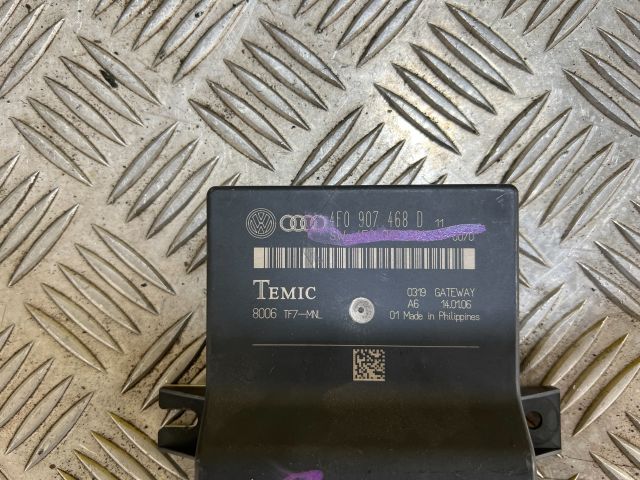 4F0 907 468 D 11
TEMIC
0319 GATEWAY
A6 14.01.06
8006 TF7-MNL
01 Made in Philippines